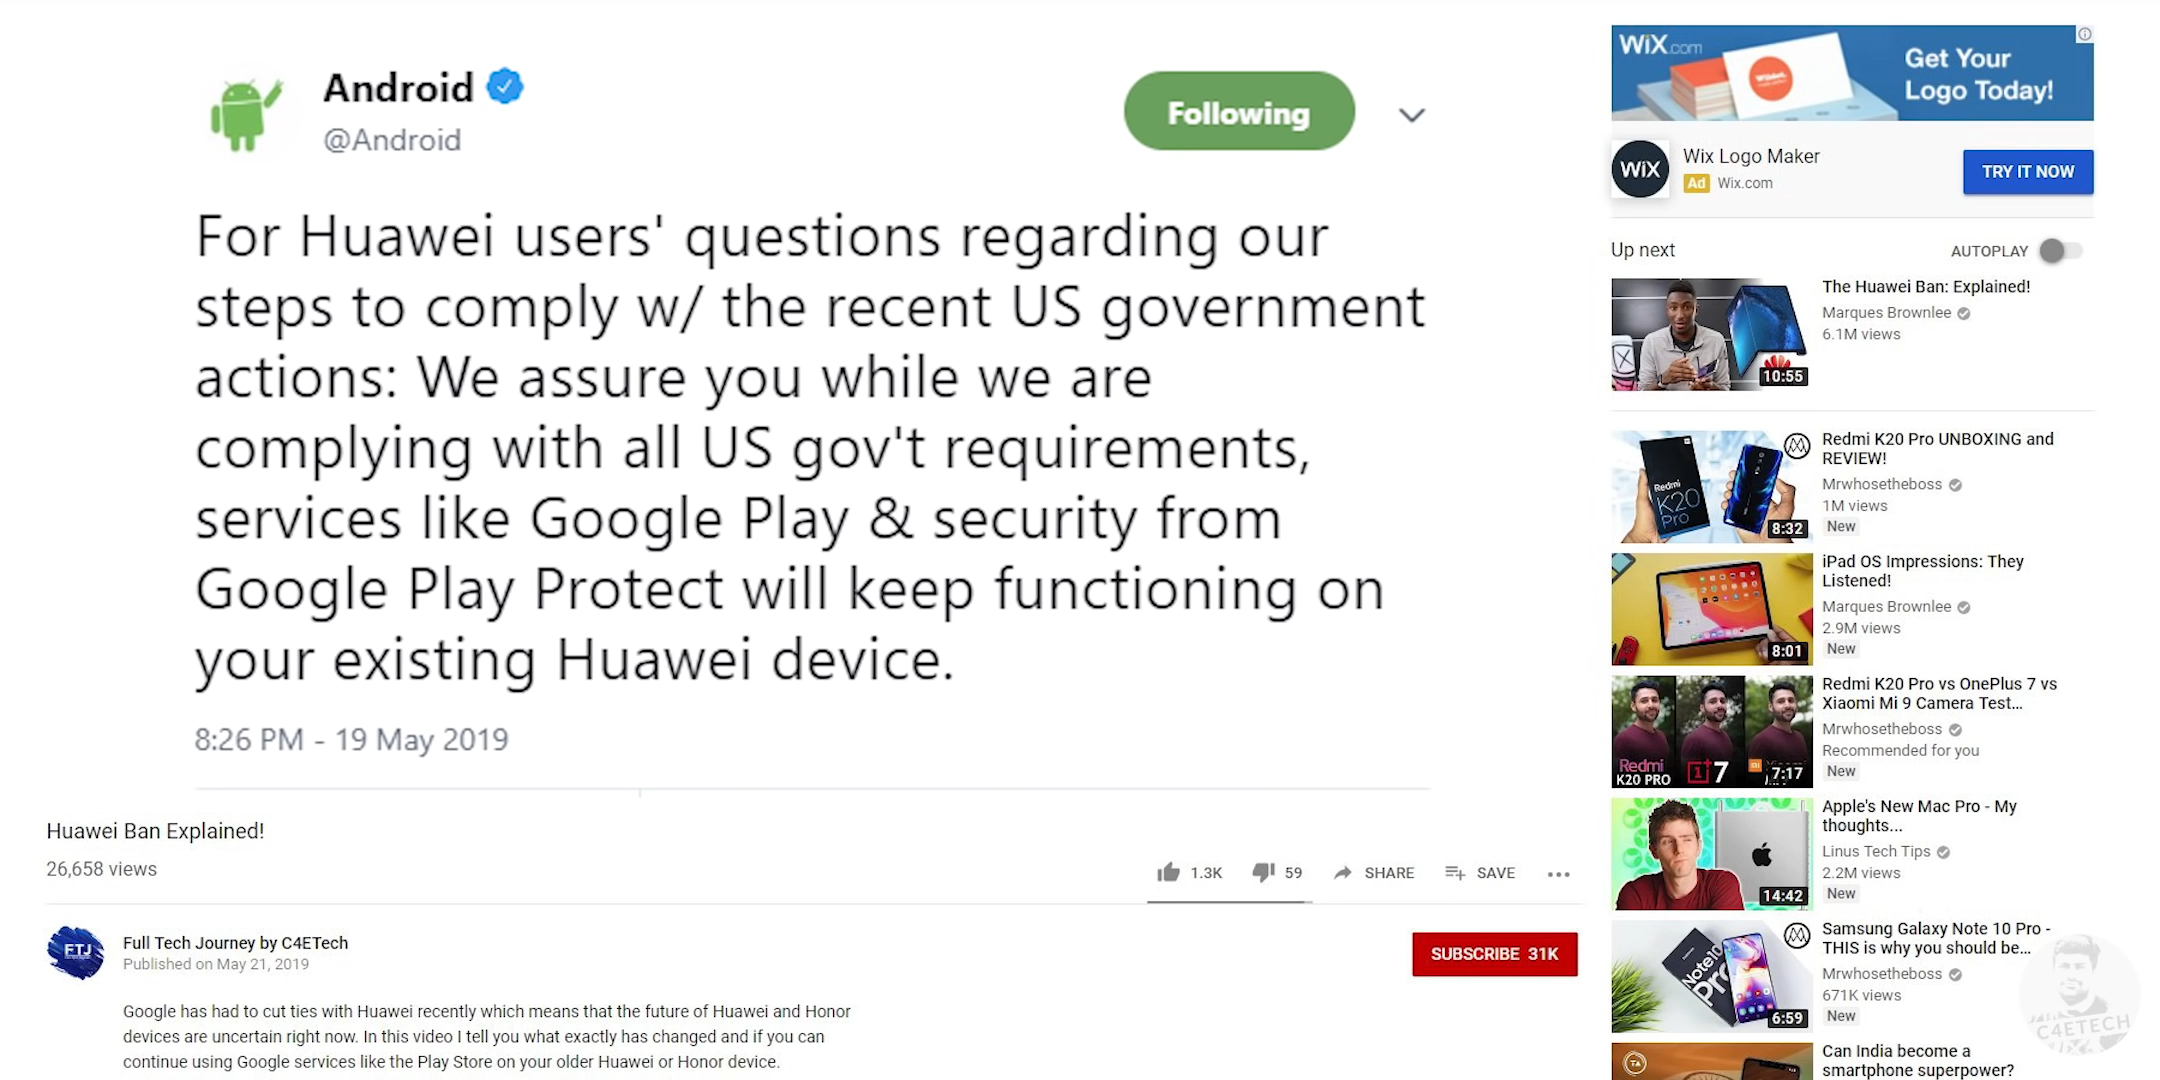 Android
@Android
Following
For Huawei users' questions regarding our
steps to comply w/ the recent US government
actions: We assure you while we are
complying with all US gov't requirements,
services like Google Play & security from
Google Play Protect will keep functioning on
your existing Huawei device.
8:26 PM - 19 May 2019
Huawei Ban Explained!
26,658 views
1.3K 59 SHARE SAVE
FTJ
Full Tech Journey by C4ETech
Published on May 21, 2019
SUBSCRIBE 31K
Google has had to cut ties with Huawei recently which means that the future of Huawei and Honor
devices are uncertain right now. In this video I tell you what exactly has changed and if you can
continue using Google services like the Play Store on your older Huawei or Honor device.
WiX.com
Get Your
Logo Today!
WiX
Wix Logo Maker
Ad Wix.com
TRY IT NOW
Up next
AUTOPLAY
10:55
The Huawei Ban: Explained!
Marques Brownlee
6.1M views
Redmi
K20
Pro
8:32
Redmi K20 Pro UNBOXING and
REVIEW!
Mrwhosetheboss
1M views
New
8:01
iPad OS Impressions: They
Listened!
Marques Brownlee
2.9M views
New
Redmi
K20 PRO
7
7:17
Redmi K20 Pro vs OnePlus 7 vs
Xiaomi Mi 9 Camera Test...
Mrwhosetheboss
Recommended for you
New
14:42
Apple's New Mac Pro - My
thoughts...
Linus Tech Tips
2.2M views
New
Note10
Pro
6:59
Samsung Galaxy Note 10 Pro -
THIS is why you should be...
Mrwhosetheboss
671K views
New
Can India become a
smartphone superpower?
C4ETECH